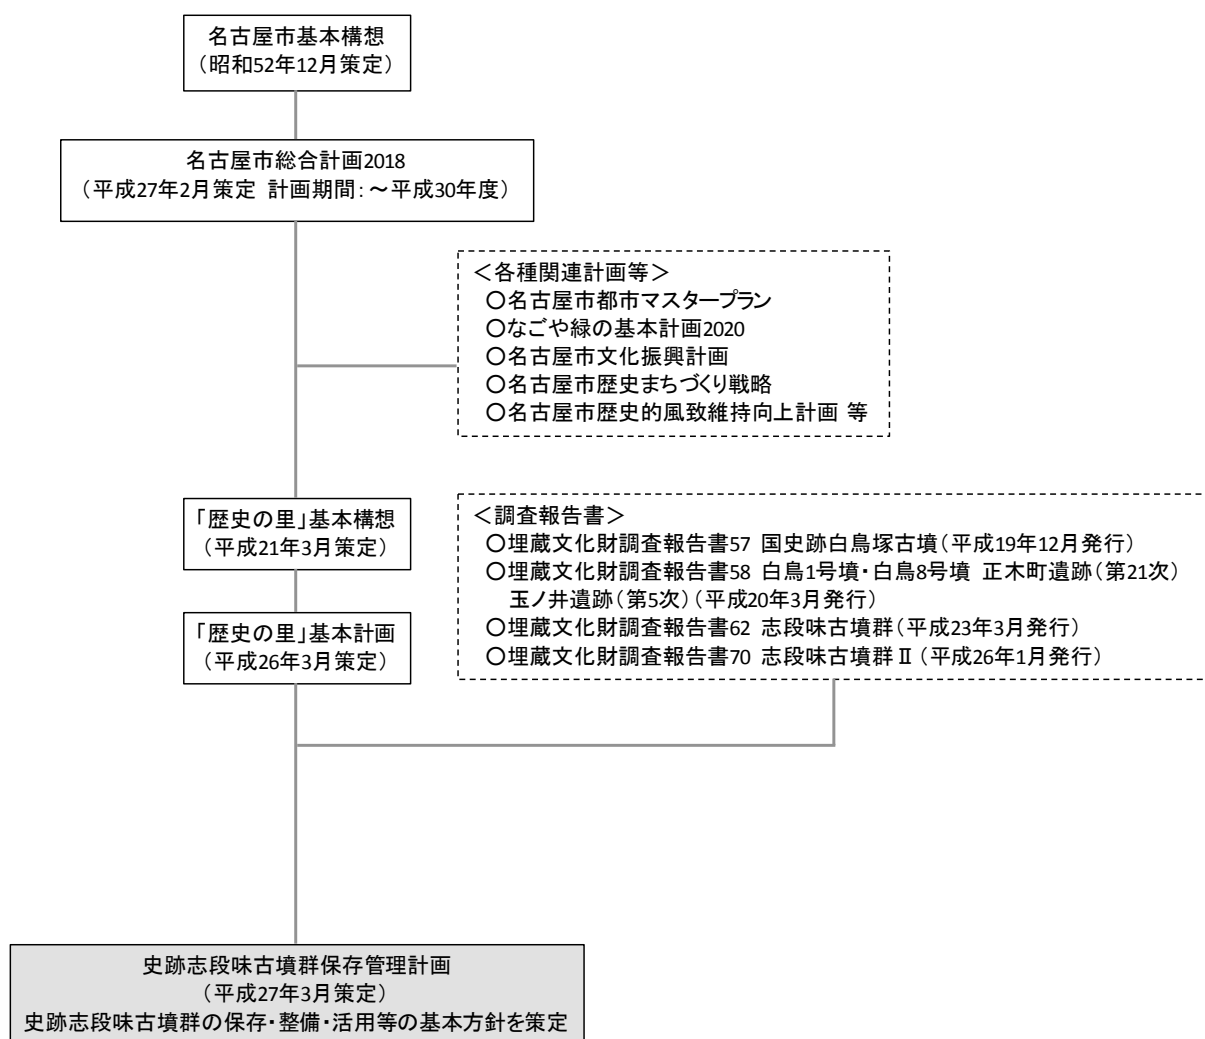 名古屋市基本構想
（昭和52年12月策定）
名古屋市総合計画2018
（平成27年2月策定 計画期間：～平成30年度）
＜各種関連計画等＞
○名古屋市都市マスタープラン
○なごや緑の基本計画2020
○名古屋市文化振興計画
○名古屋市歴史まちづくり戦略
○名古屋市歴史的風致維持向上計画 等
「歴史の里」基本構想
（平成21年3月策定）
「歴史の里」基本計画
（平成26年3月策定）
＜調査報告書＞
○埋蔵文化財調査報告書57 国史跡白鳥塚古墳（平成19年12月発行）
○埋蔵文化財調査報告書58 白鳥1号墳・白鳥8号墳 正木町遺跡（第21次）
玉ノ井遺跡（第5次）（平成20年3月発行）
○埋蔵文化財調査報告書62 志段味古墳群（平成23年3月発行）
○埋蔵文化財調査報告書70 志段味古墳群Ⅱ（平成26年1月発行）
史跡志段味古墳群保存管理計画
（平成27年3月策定）
史跡志段味古墳群の保存・整備・活用等の基本方針を策定